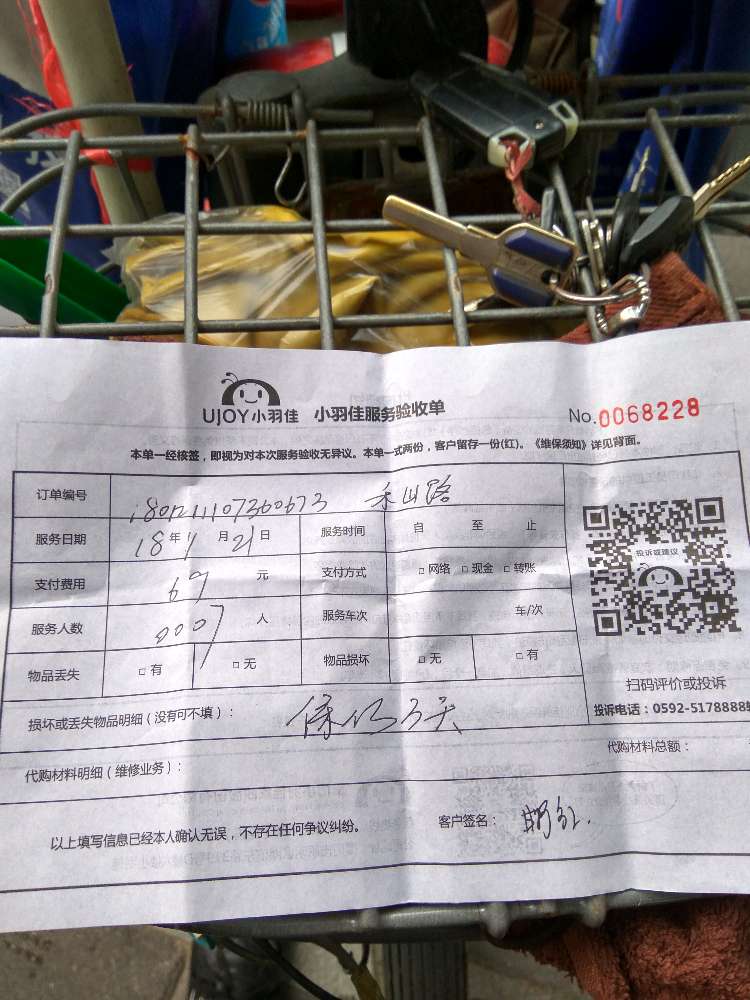 UJOY小羽佳 小羽佳服务验收单 No.0068228
本单一经核签，即视为对本次服务验收无异议。本单一式两份，客户留存一份(红)。《维保须知》详见背面。
订单编号 禾山路
服务日期 18年 月21日 服务时间 自 至 止
支付费用 69 元 支付方式 □网络 □现金 □转账
服务人数 0007 人 服务车次 车/次
物品丢失 □有 □无 物品损坏 □无 □有
损坏或丢失物品明细（没有可不填）：
代购材料明细（维修业务）： 代购材料总额：
以上填写信息已经本人确认无误，不存在任何争议纠纷。 客户签名：
投诉或建议
扫码评价或投诉
投诉电话：0592-5178888